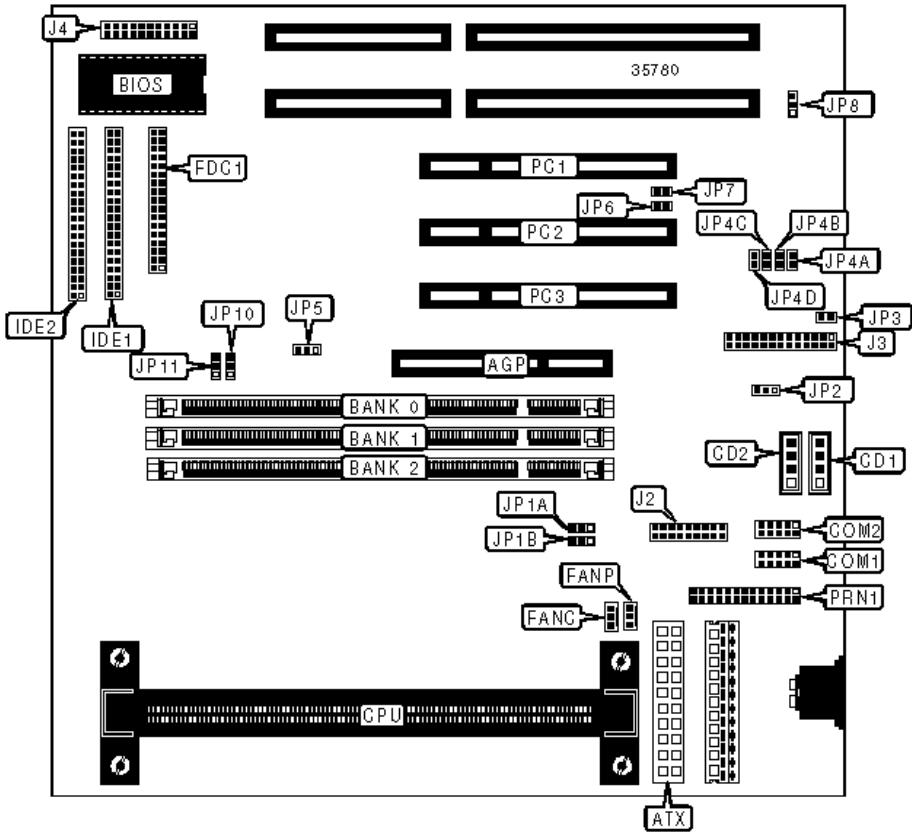 J4
BIOS
35780
JP8
FDC1
PC1
JP7
JP6
JP4C
JP4B
PC2
JP4A
JP4D
PC3
IDE2
IDE1
JP10
JP5
JP3
J3
JP11
AGP
JP2
BANK 0
BANK 1
BANK 2
CD2
CD1
JP1A
J2
JP1B
COM2
COM1
FANP
PRN1
FANC
CPU
ATX